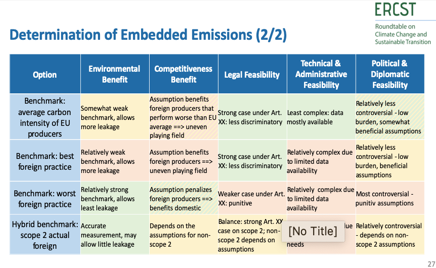 ERCST
Roundtable on
Climate Change and
Sustainable Transition
Determination of Embedded Emissions (2/2)
Option
Environmental
Benefit
Competitiveness
Benefit
Legal Feasibility
Technical &
Administrative
Feasibility
Political &
Diplomatic
Feasibility
Benchmark:
average carbon
intensity of EU
producers
Somewhat weak
benchmark, allows
more leakage
Assumption benefits
foreign producers that
perform worse than EU
average ==> uneven
playing field
Strong case under Art.
XX: less discriminatory
Least complex: data
mostly available
Relatively less
controversial - low
burden, somewhat
beneficial assumptions
Benchmark: best
foreign practice
Relatively weak
benchmark, allows
more leakage
Assumption benefits
foreign producers ==>
uneven playing field
Strong case under Art.
XX: less discriminatory
Relatively complex due
to limited data
availability
Relatively less
controversial - low
burden, beneficial
assumptions
Benchmark: worst
foreign practice
Relatively strong
benchmark, allows
least leakage
Assumption penalizes
foreign producers ==>
benefits domestic
Weaker case under Art.
XX: punitive
Relatively complex due
to limited data
availability
Most controversial -
punitiv assumptions
Hybrid benchmark:
scope 2 actual
foreign
Accurate
measurement, may
allow little leakage
Depends on the
assumptions for non-
scope 2
Balance: strong Art. XX
case on scope 2; non-
scope 2 depends on
assumptions
[No Title]
needs
Relatively controversial
- depends on non-
scope 2 assumptions
27